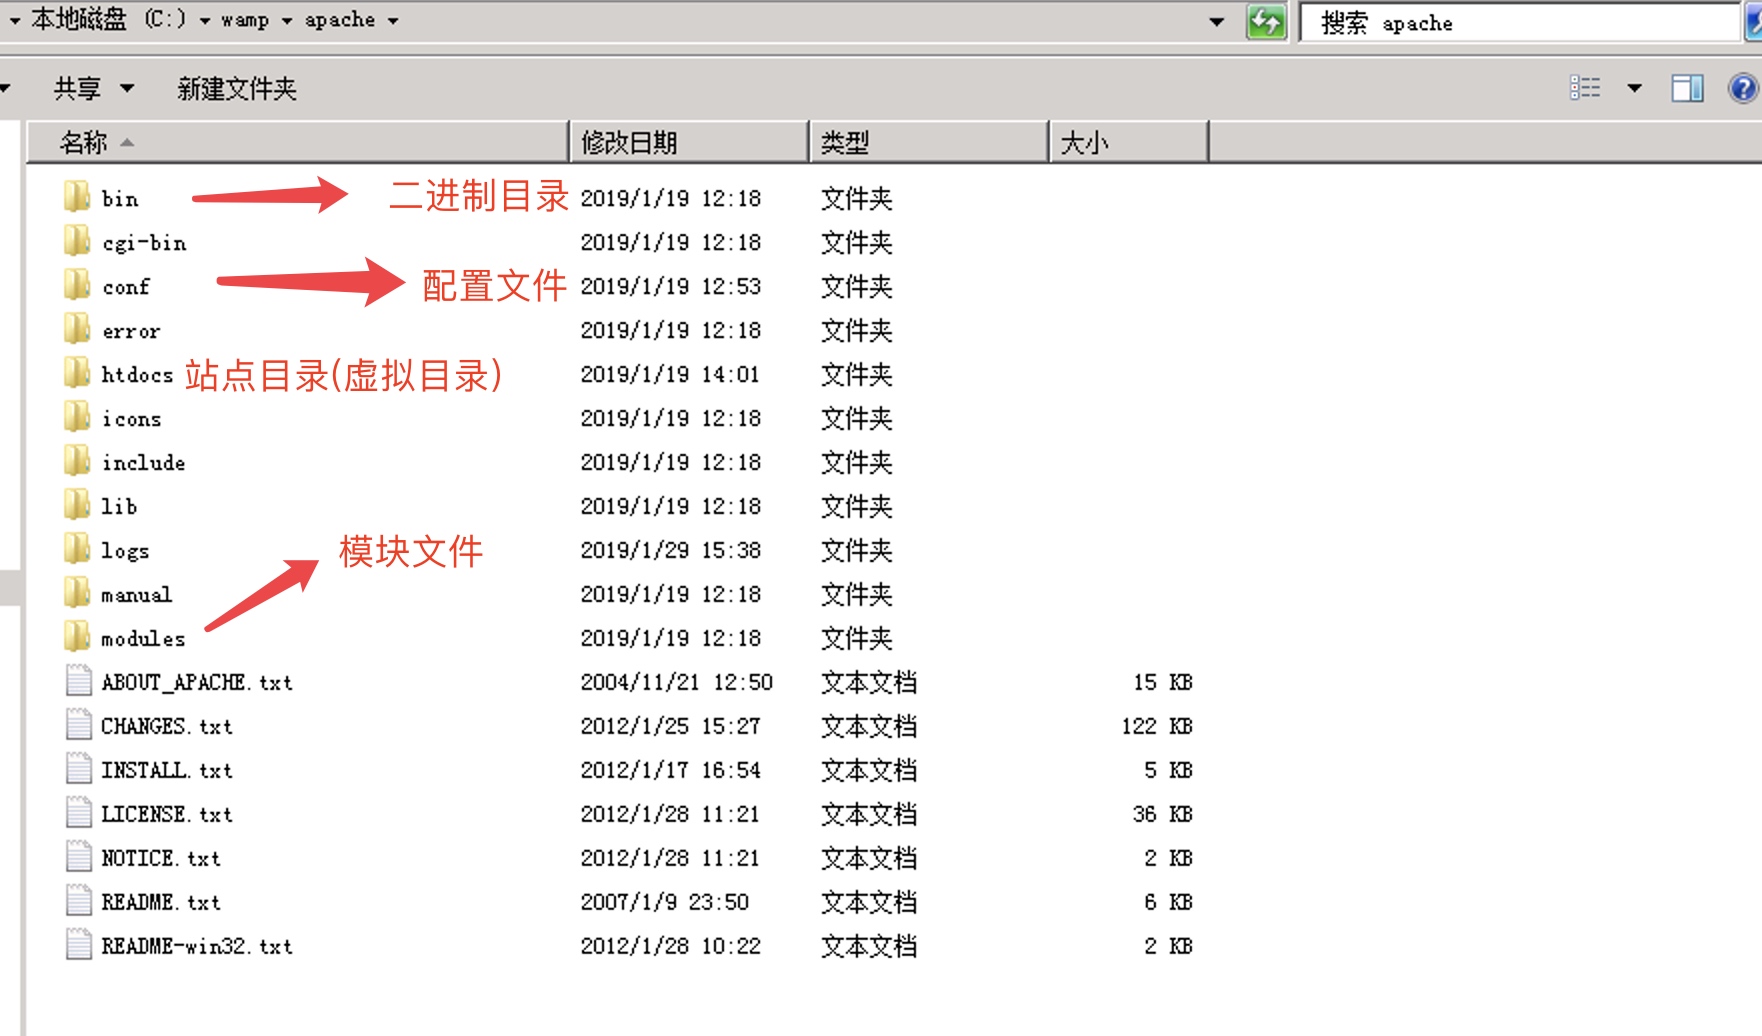 本地磁盘 (C:) wamp apache 搜索 apache
共享 新建文件夹
名称 修改日期 类型 大小
bin 二进制目录 2019/1/19 12:18 文件夹
cgi-bin 2019/1/19 12:18 文件夹
conf 配置文件 2019/1/19 12:53 文件夹
error 2019/1/19 12:18 文件夹
htdocs 站点目录(虚拟目录) 2019/1/19 14:01 文件夹
icons 2019/1/19 12:18 文件夹
include 2019/1/19 12:18 文件夹
lib 2019/1/19 12:18 文件夹
logs 模块文件 2019/1/29 15:38 文件夹
manual 2019/1/19 12:18 文件夹
modules 2019/1/19 12:18 文件夹
ABOUT_APACHE.txt 2004/11/21 12:50 文本文档 15 KB
CHANGES.txt 2012/1/25 15:27 文本文档 122 KB
INSTALL.txt 2012/1/17 16:54 文本文档 5 KB
LICENSE.txt 2012/1/28 11:21 文本文档 36 KB
NOTICE.txt 2012/1/28 11:21 文本文档 2 KB
README.txt 2007/1/9 23:50 文本文档 6 KB
README-win32.txt 2012/1/28 10:22 文本文档 2 KB